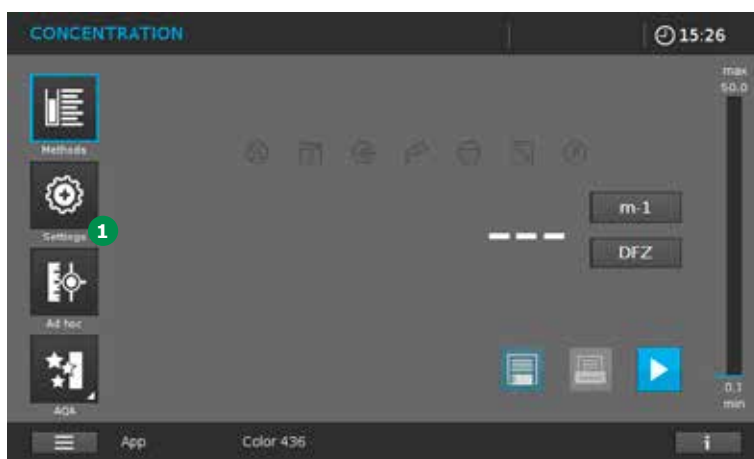 CONCENTRATION
15:26
max
50.0
Methods
Settings
1
m-1
DFZ
Ad hoc
AQA
0.1
min
App
Color 436
i